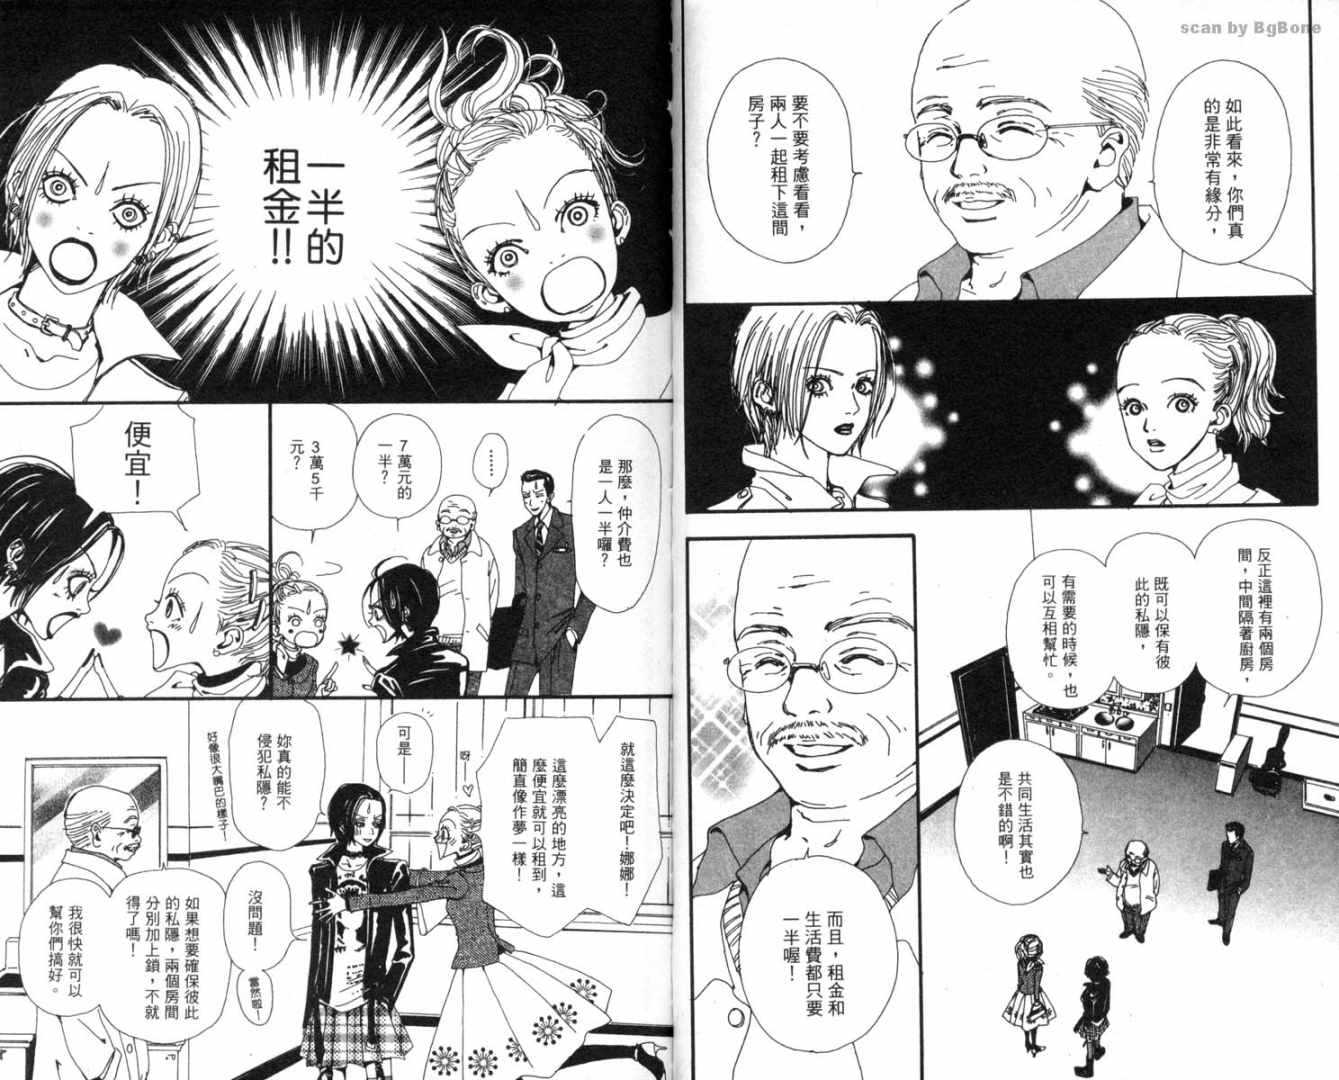 scan by BgBone
如此看來，你們真
的是非常有緣分，
要不要考慮看看，
兩人一起租下這間
房子？
反正這裡有兩個房
間，中間隔著廚房，
既可以保有彼
此的私隱，
有需要的時候，也
可以互相幫忙。
共同生活其實也
是不錯的啊！
而且，租金和
生活費都只要
一半喔！
一半的
租金！！
那麼，仲介費也
是一人一半囉？
……
7萬元的
一半？
3萬5千
元？
便宜！
就這麼決定吧！娜娜！
這麼漂亮的地方，這
麼便宜就可以租到，
簡直像作夢一樣！
呀—
可是——
妳真的能不
侵犯私隱？
好像很大嘴巴的樣子！
沒問題！
當然啦！
如果想要確保彼此
的私隱，兩個房間
分別加上鎖，不就
得了嗎！
我很快就可以
幫你們搞好。